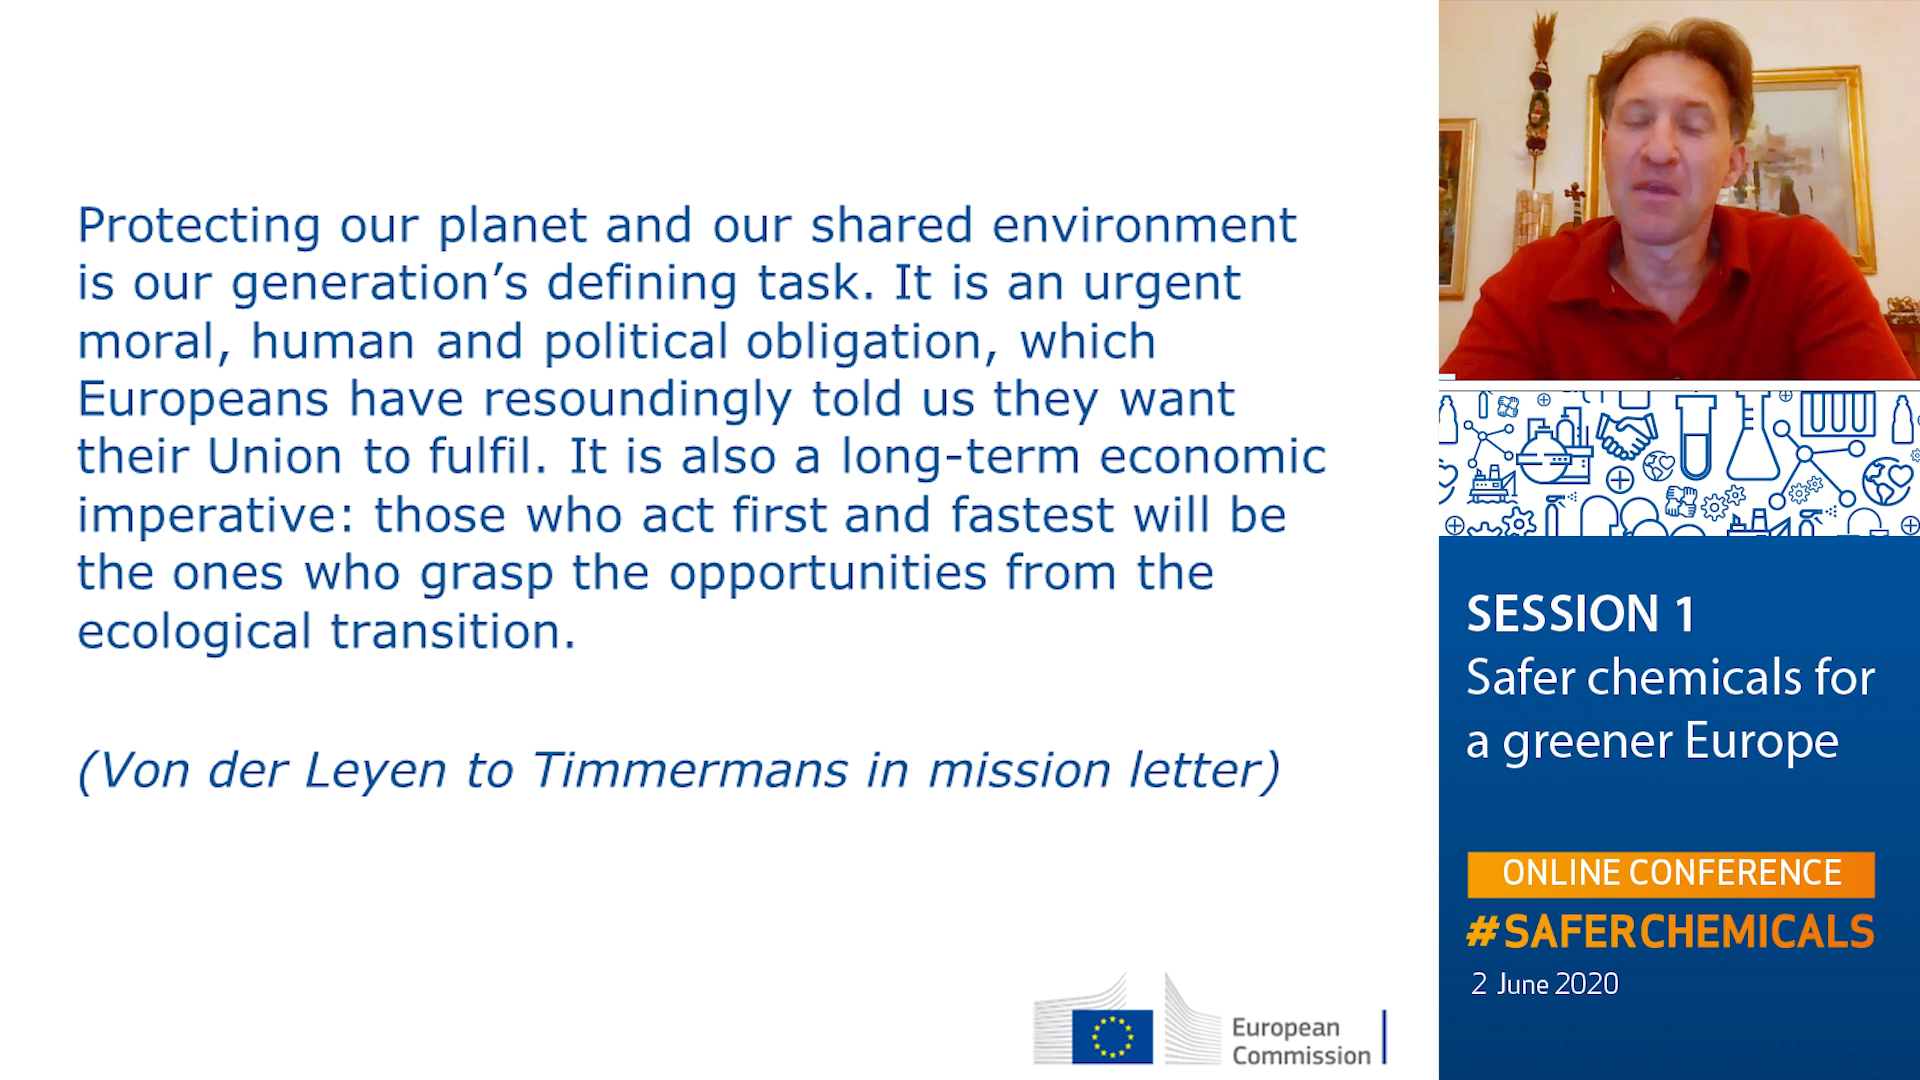 Protecting our planet and our shared environment
is our generation’s defining task. It is an urgent
moral, human and political obligation, which
Europeans have resoundingly told us they want
their Union to fulfil. It is also a long-term economic
imperative: those who act first and fastest will be
the ones who grasp the opportunities from the
ecological transition.
(Von der Leyen to Timmermans in mission letter)
European
Commission
SESSION 1
Safer chemicals for
a greener Europe
ONLINE CONFERENCE
#SAFERCHEMICALS
2 June 2020